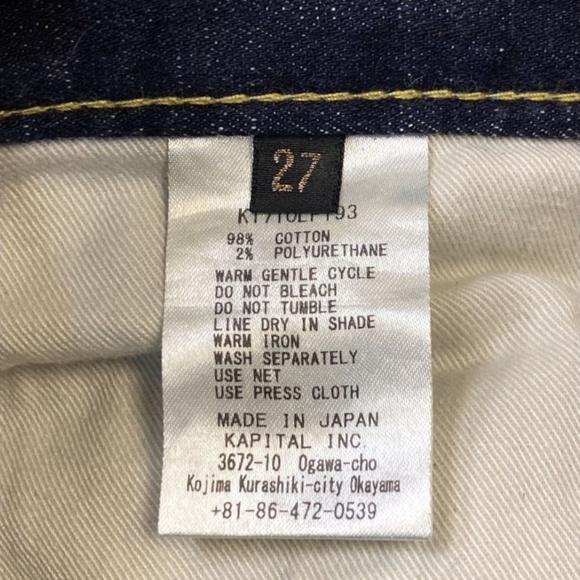 27
98% COTTON
2% POLYURETHANE
WARM GENTLE CYCLE
DO NOT BLEACH
DO NOT TUMBLE
LINE DRY IN SHADE
WARM IRON
WASH SEPARATELY
USE NET
USE PRESS CLOTH
MADE IN JAPAN
KAPITAL INC.
3672-10 Ogawa-cho
Kojima Kurashiki-city Okayama
+81-86-472-0539